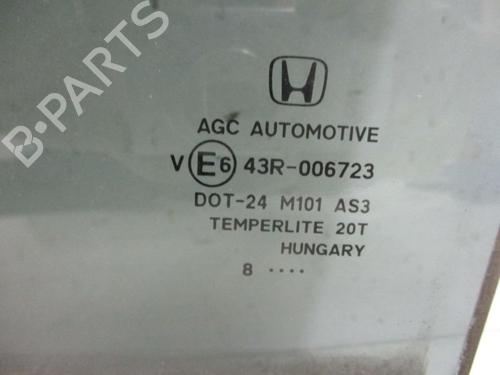 B-PARTS
AGC AUTOMOTIVE
V E6 43R-006723
DOT-24 M101 AS3
TEMPERLITE 20T
HUNGARY
8 ····